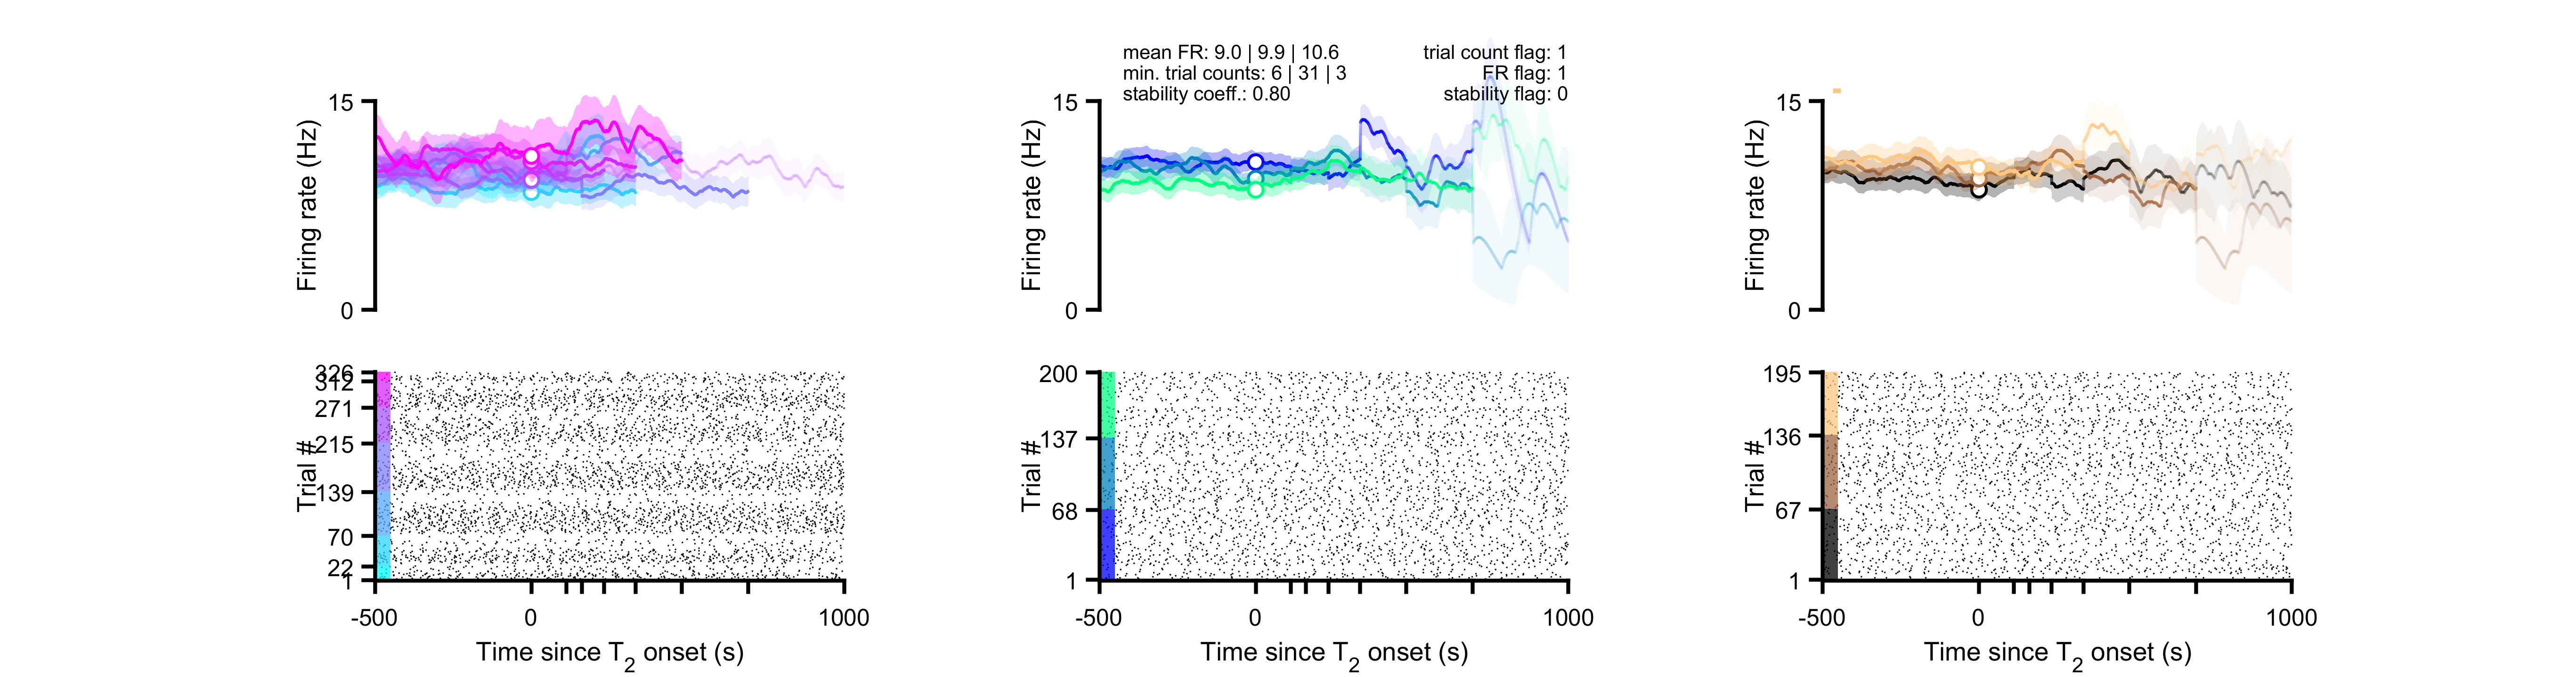 mean FR: 9.0 | 9.9 | 10.6
min. trial counts: 6 | 31 | 3
stability coeff.: 0.80
trial count flag: 1
FR flag: 1
stability flag: 0
15
Firing rate (Hz)
0
15
Firing rate (Hz)
0
15
Firing rate (Hz)
0
326
342
271
215
139
70
22
1
Trial #
-500
0
1000
Time since T2 onset (s)
200
137
68
1
Trial #
-500
0
1000
Time since T2 onset (s)
195
136
67
1
Trial #
-500
0
1000
Time since T2 onset (s)